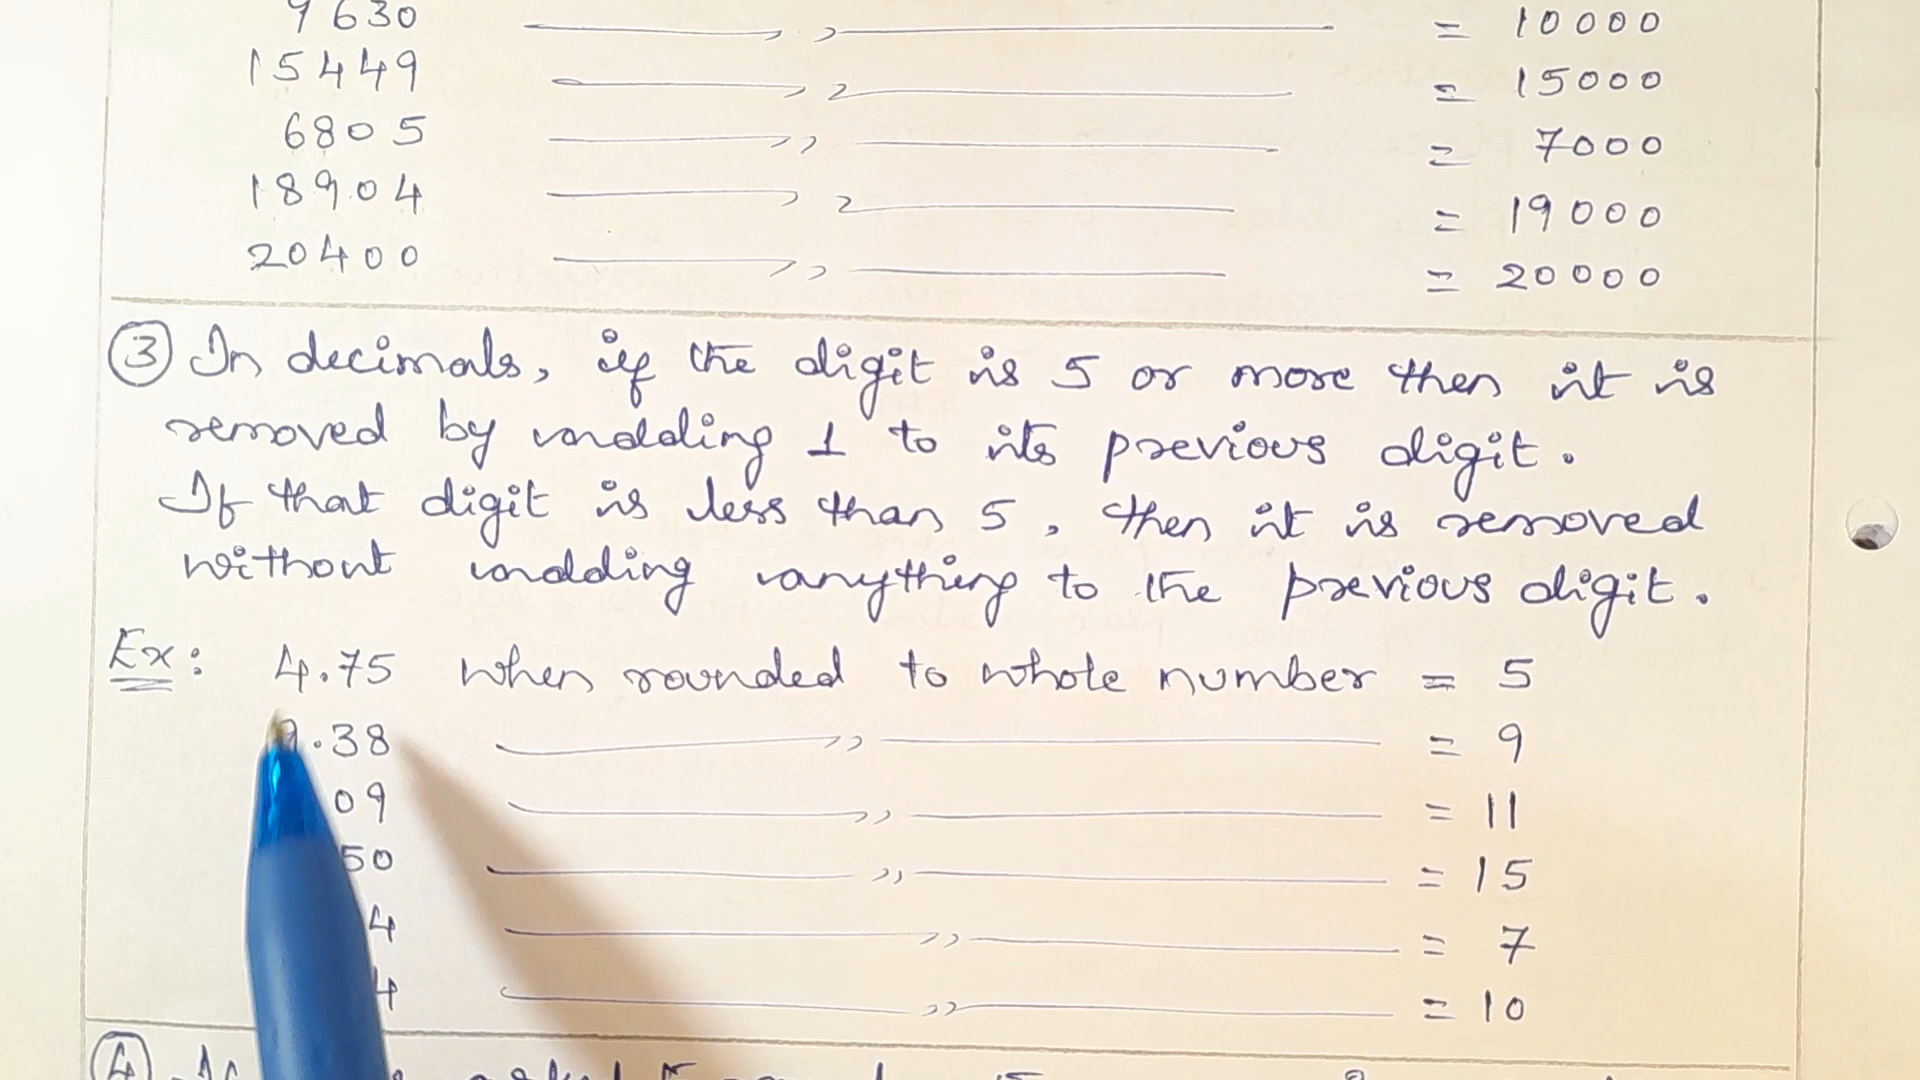 9630 ,, = 10000
15449 ,, = 15000
6805 ,, = 7000
18904 ,, = 19000
20400 ,, = 20000
③ In decimals, if the digit is 5 or more then it is
removed by adding 1 to its previous digit.
If that digit is less than 5, then it is removed
without adding anything to the previous digit.
Ex: 4.75 when rounded to whole number = 5
9.38 ,, = 9
09 ,, = 11
50 ,, = 15
4 ,, = 7
4 ,, = 10
④